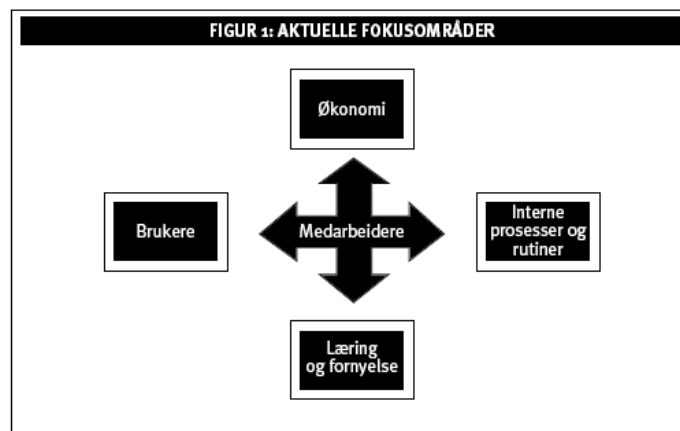 FIGUR 1: AKTUELLE FOKUSOMRÅDER
Økonomi
Brukere
Medarbeidere
Interne
prosesser og
rutiner
Læring
og fornyelse